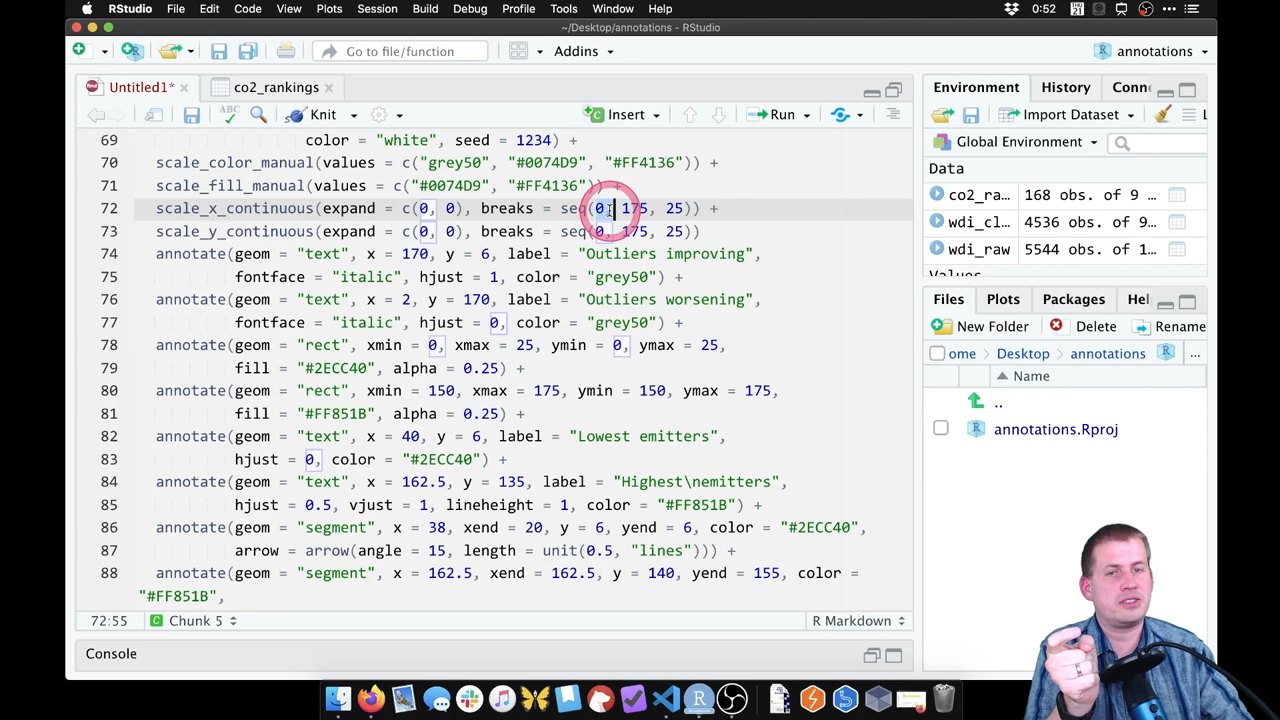 RStudio File Edit Code View Plots Session Build Debug Profile Tools Window Help 0:52 THU 21
~/Desktop/annotations - RStudio
Go to file/function Addins annotations
Untitled1* co2_rankings
ABC Knit Insert Run
69 color = "white", seed = 1234) +
70 scale_color_manual(values = c("grey50", "#0074D9", "#FF4136")) +
71 scale_fill_manual(values = c("#0074D9", "#FF4136")) +
72 scale_x_continuous(expand = c(0, 0), breaks = seq(0, 175, 25)) +
73 scale_y_continuous(expand = c(0, 0), breaks = seq(0, 175, 25))
74 annotate(geom = "text", x = 170, y = 6, label = "Outliers improving",
75 fontface = "italic", hjust = 1, color = "grey50") +
76 annotate(geom = "text", x = 2, y = 170, label = "Outliers worsening",
77 fontface = "italic", hjust = 0, color = "grey50") +
78 annotate(geom = "rect", xmin = 0, xmax = 25, ymin = 0, ymax = 25,
79 fill = "#2ECC40", alpha = 0.25) +
80 annotate(geom = "rect", xmin = 150, xmax = 175, ymin = 150, ymax = 175,
81 fill = "#FF851B", alpha = 0.25) +
82 annotate(geom = "text", x = 40, y = 6, label = "Lowest emitters",
83 hjust = 0, color = "#2ECC40") +
84 annotate(geom = "text", x = 162.5, y = 135, label = "Highest\nemitters",
85 hjust = 0.5, vjust = 1, lineheight = 1, color = "#FF851B") +
86 annotate(geom = "segment", x = 38, xend = 20, y = 6, yend = 6, color = "#2ECC40",
87 arrow = arrow(angle = 15, length = unit(0.5, "lines"))) +
88 annotate(geom = "segment", x = 162.5, xend = 162.5, y = 140, yend = 155, color =
"#FF851B",
72:55 Chunk 5 R Markdown
Console
Environment History Conn
Import Dataset L
Global Environment
Data
co2_ra… 168 obs. of 9 …
wdi_cl… 4536 obs. of 9…
wdi_raw 5544 obs. of 1…
Values
Files Plots Packages Hel
New Folder Delete Rename
ome Desktop annotations ...
Name
..
annotations.Rproj